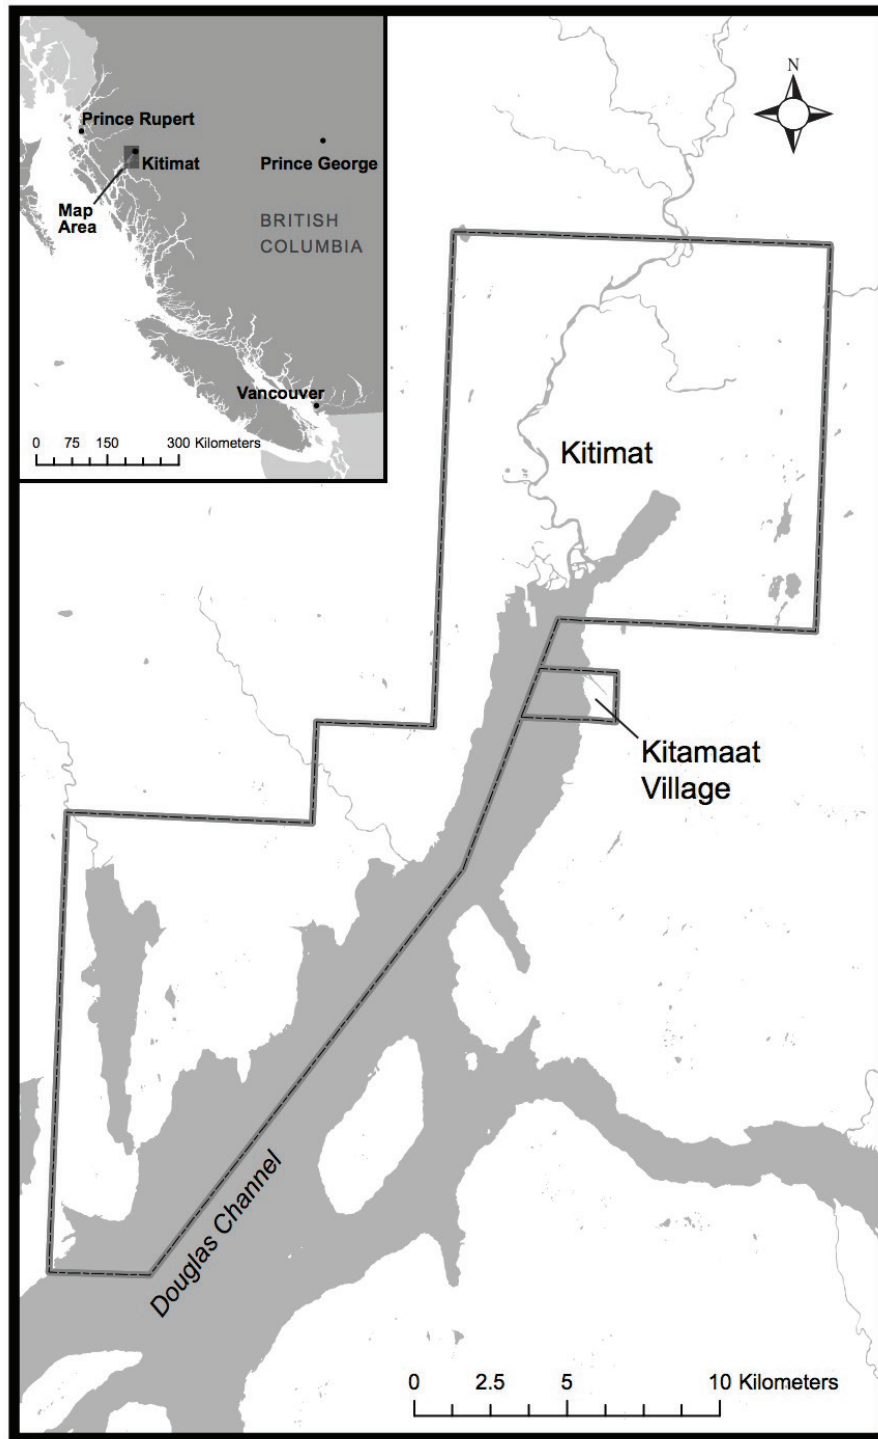 Prince Rupert
Kitimat
Prince George
Map
Area
BRITISH
COLUMBIA
Vancouver
0 75 150 300 Kilometers
N
Kitimat
Kitamaat
Village
Douglas Channel
0 2.5 5 10 Kilometers